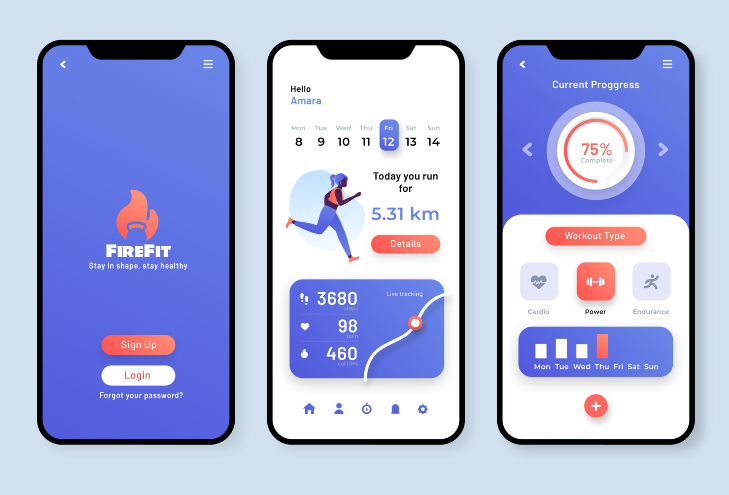 FIREFIT
Stay in shape, stay healthy
Sign Up
Login
Forgot your password?
Hello
Amara
Mon Tue Wed Thu Fri Sat Sun
8 9 10 11 12 13 14
Today you run
for
5.31 km
Details
Live tracking
3680
steps
98
bpm
460
calories
Current Proggress
75%
Complete
Workout Type
Cardio Power Endurance
Mon Tue Wed Thu Fri Sat Sun